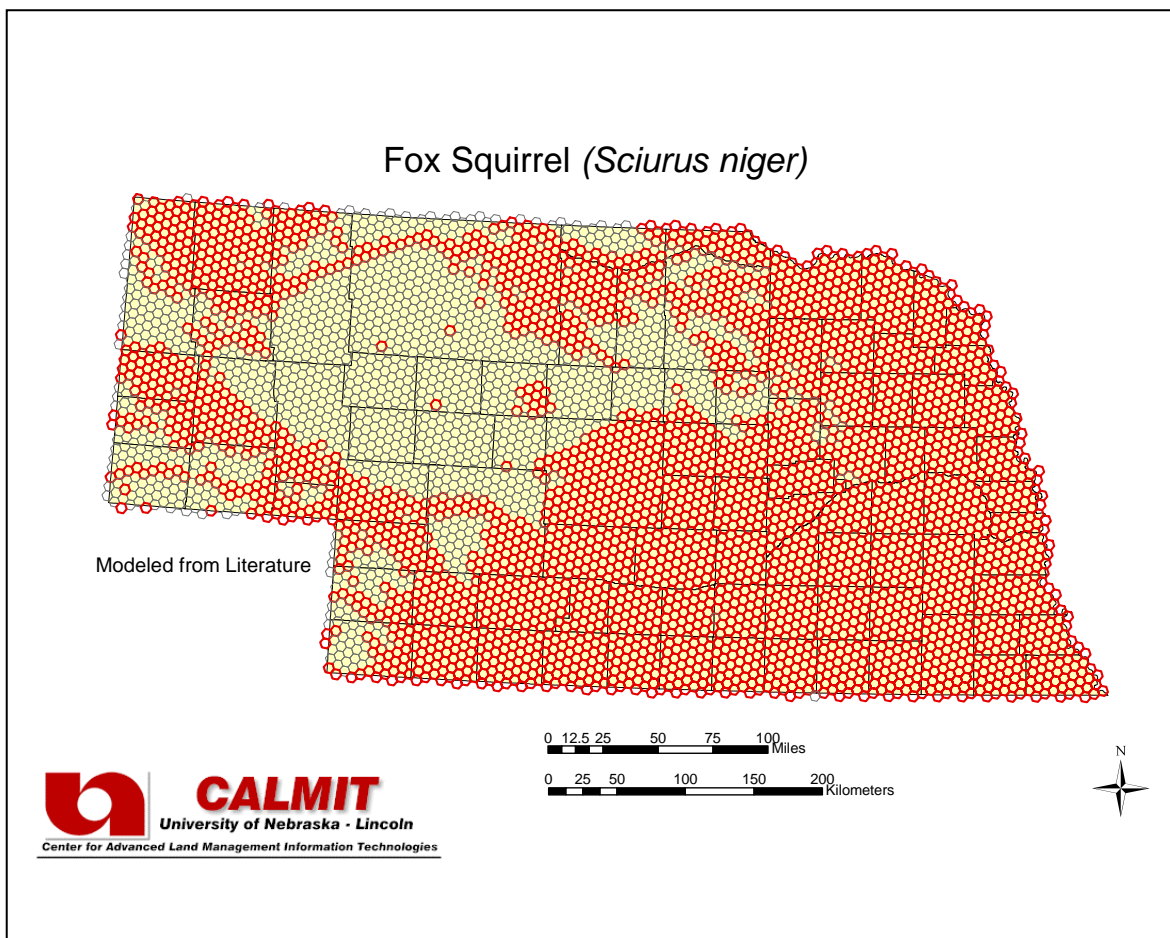 Fox Squirrel (Sciurus niger)
Modeled from Literature
0 12.5 25 50 75 100 Miles
0 25 50 100 150 200 Kilometers
N
CALMIT
University of Nebraska - Lincoln
Center for Advanced Land Management Information Technologies